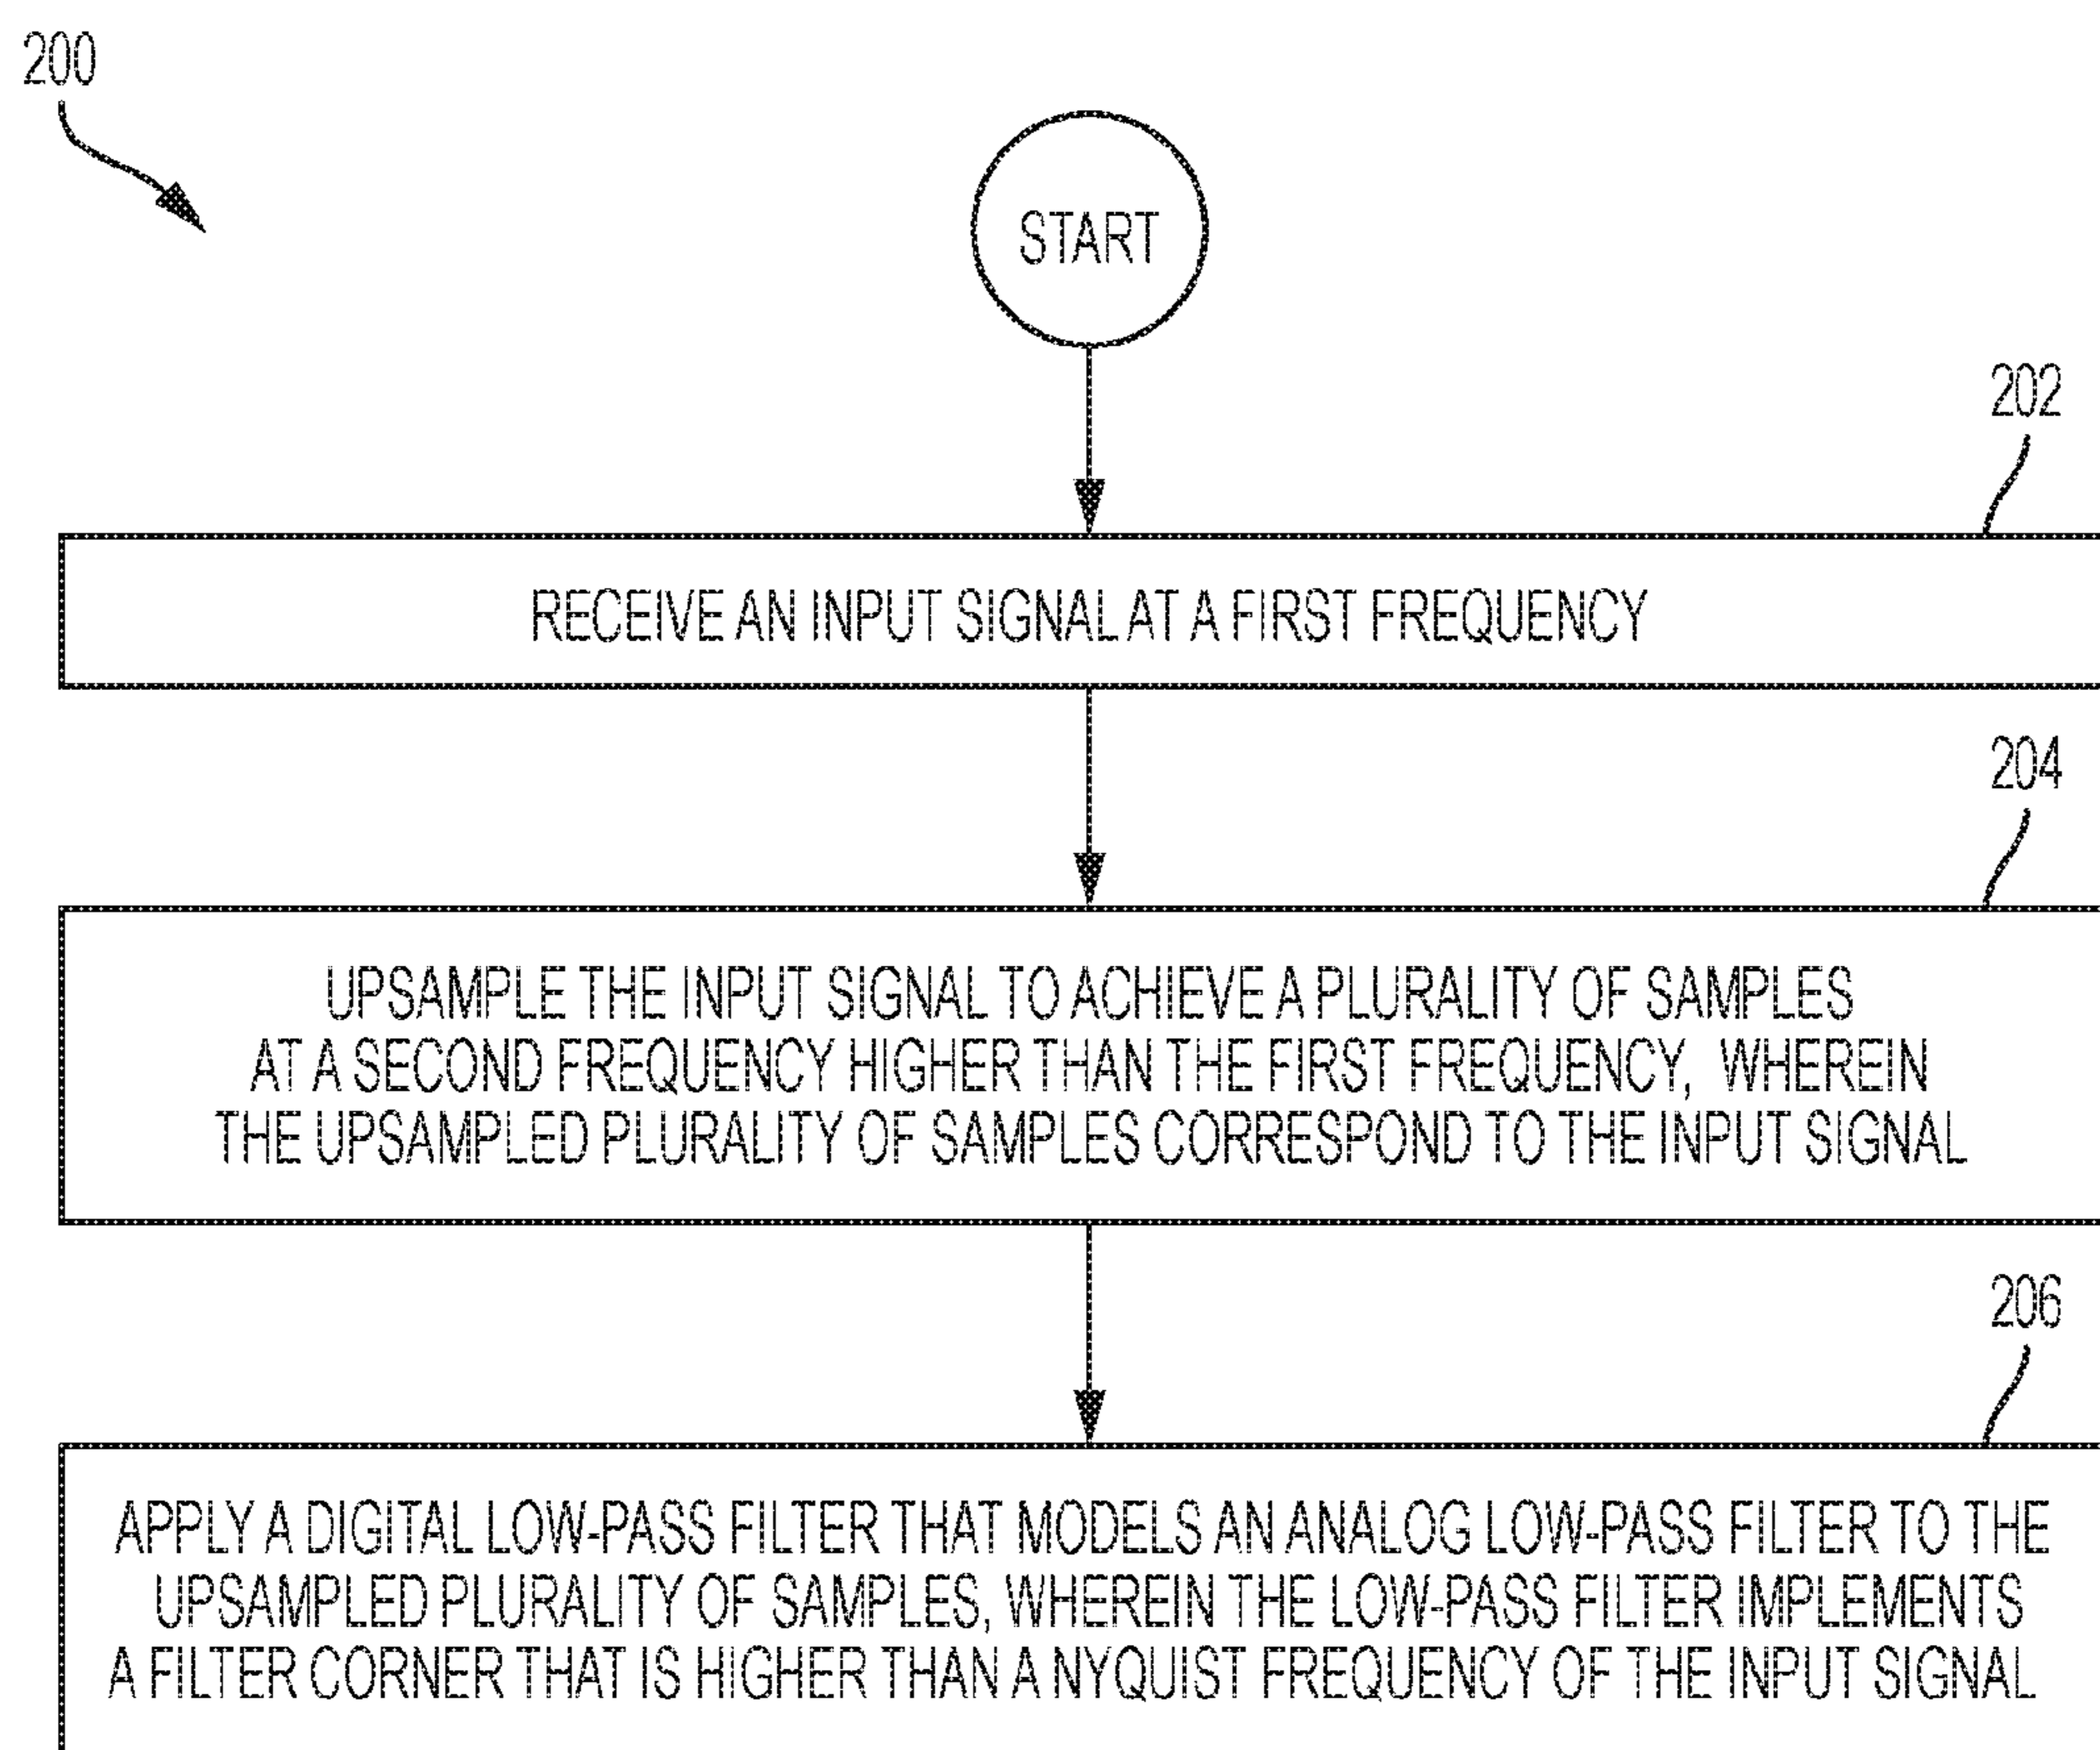 200
START
202
RECEIVE AN INPUT SIGNAL AT A FIRST FREQUENCY
204
UPSAMPLE THE INPUT SIGNAL TO ACHIEVE A PLURALITY OF SAMPLES
AT A SECOND FREQUENCY HIGHER THAN THE FIRST FREQUENCY, WHEREIN
THE UPSAMPLED PLURALITY OF SAMPLES CORRESPOND TO THE INPUT SIGNAL
206
APPLY A DIGITAL LOW-PASS FILTER THAT MODELS AN ANALOG LOW-PASS FILTER TO THE
UPSAMPLED PLURALITY OF SAMPLES, WHEREIN THE LOW-PASS FILTER IMPLEMENTS
A FILTER CORNER THAT IS HIGHER THAN A NYQUIST FREQUENCY OF THE INPUT SIGNAL